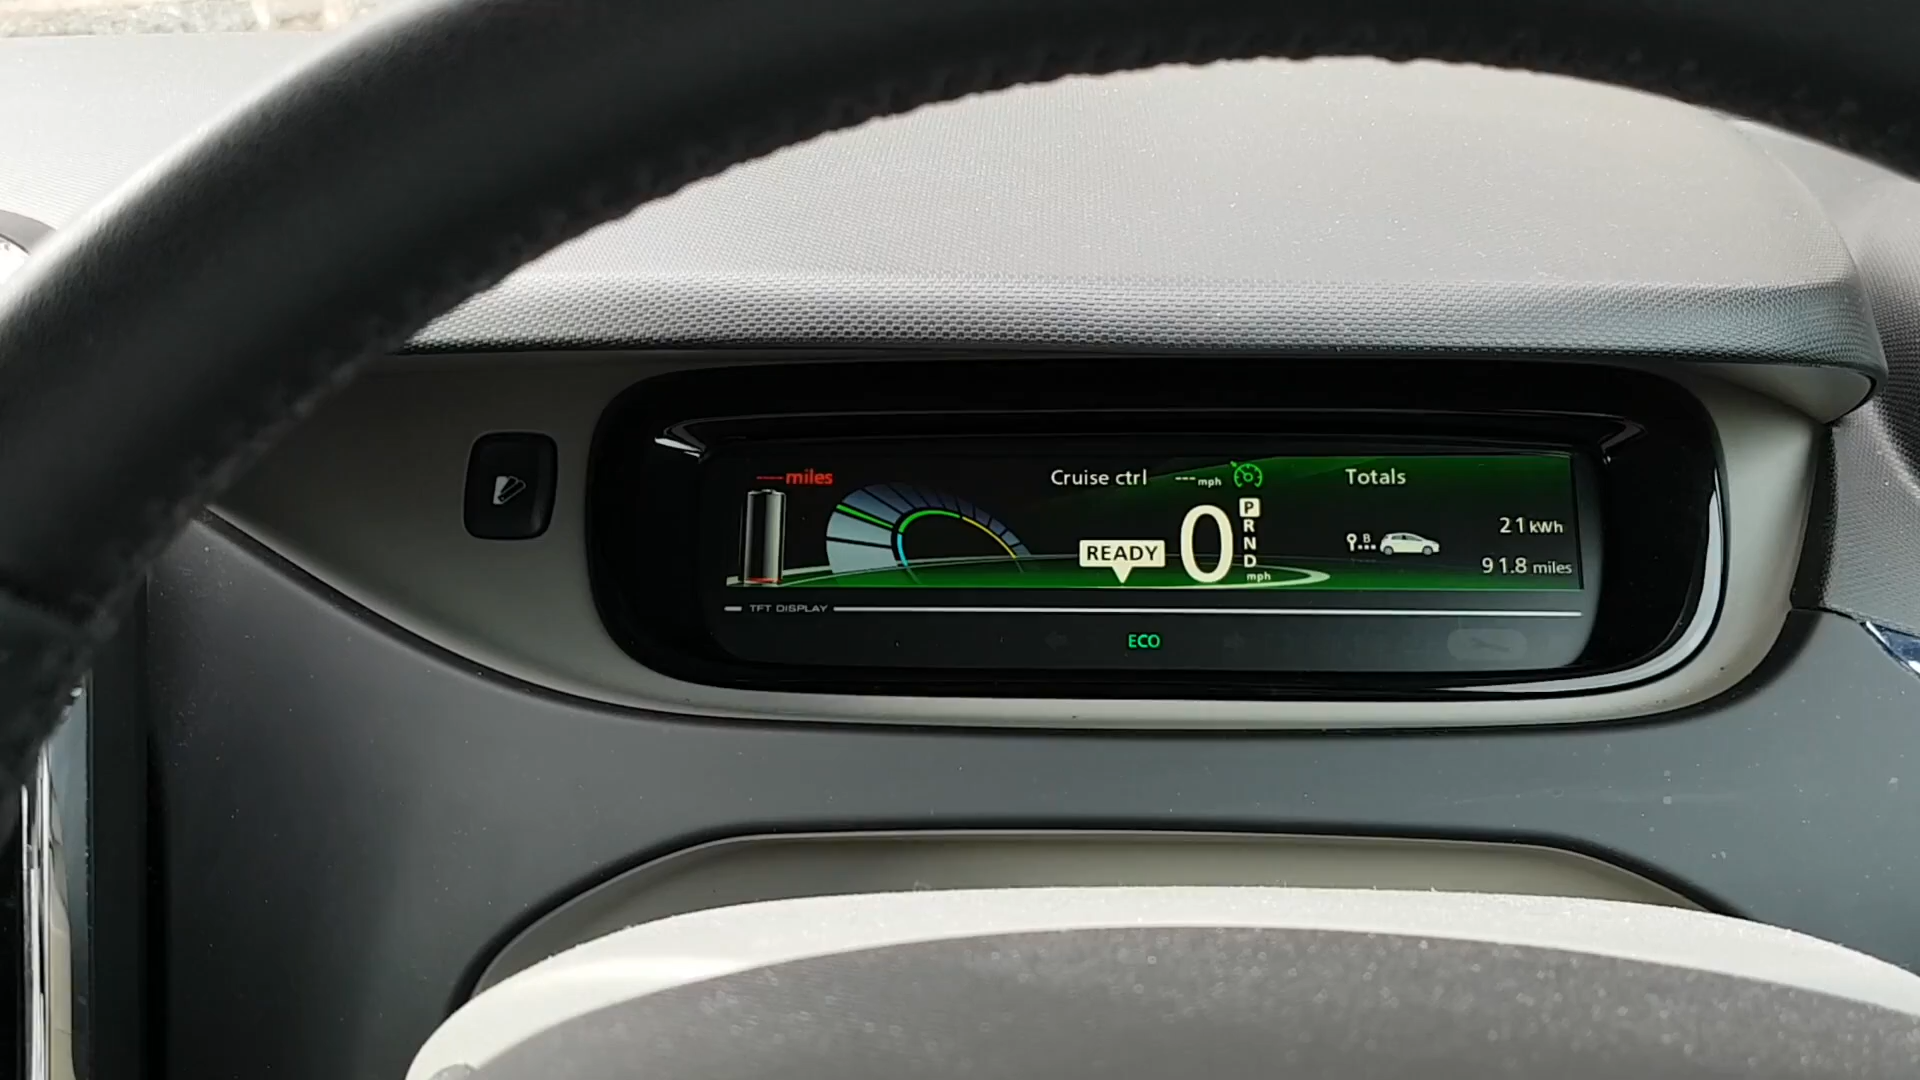 ---miles
Cruise ctrl ---mph
Totals
READY
0
mph
P
R
N
D
B
21 kWh
91.8 miles
TFT DISPLAY
ECO